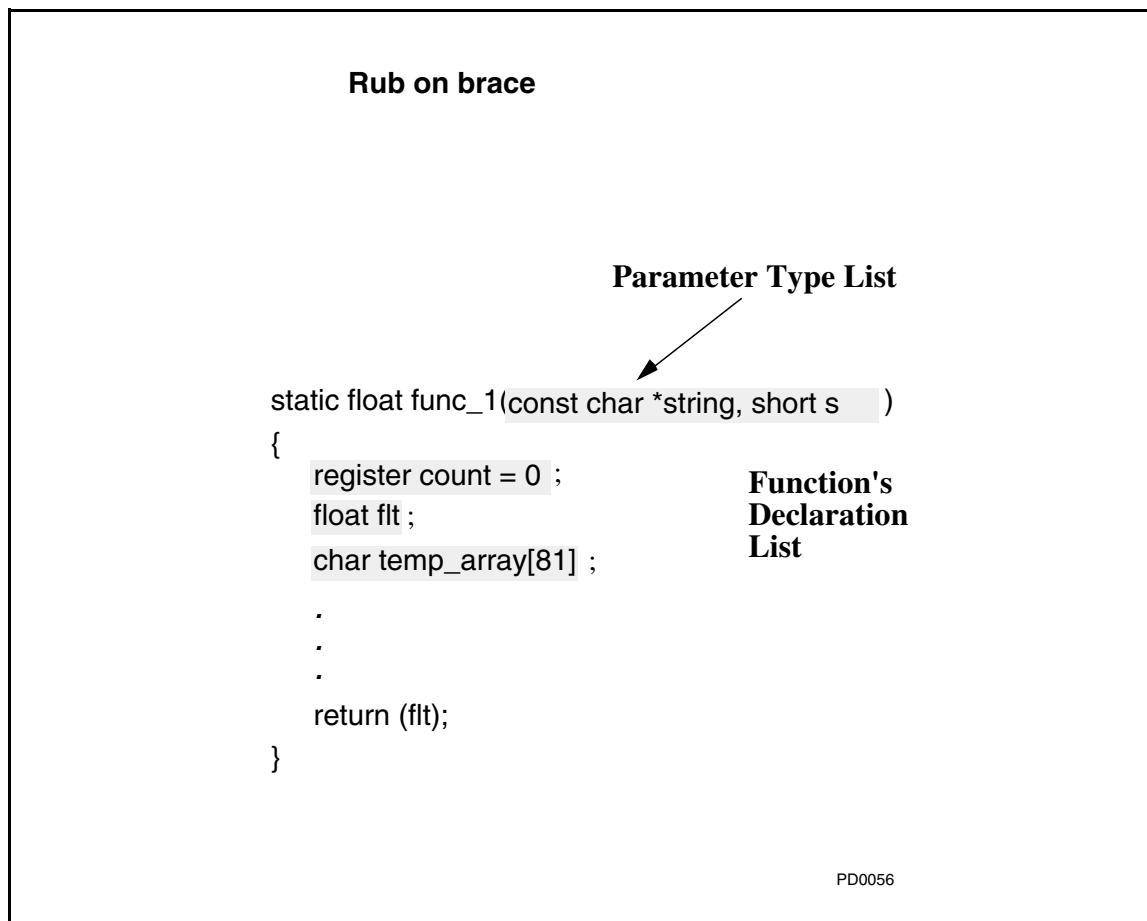 Rub on brace
Parameter Type List
static float func_1(const char *string, short s )
{
register count = 0 ;
float flt ;
char temp_array[81] ;
Function's
Declaration
List
.
.
.
return (flt);
}
PD0056